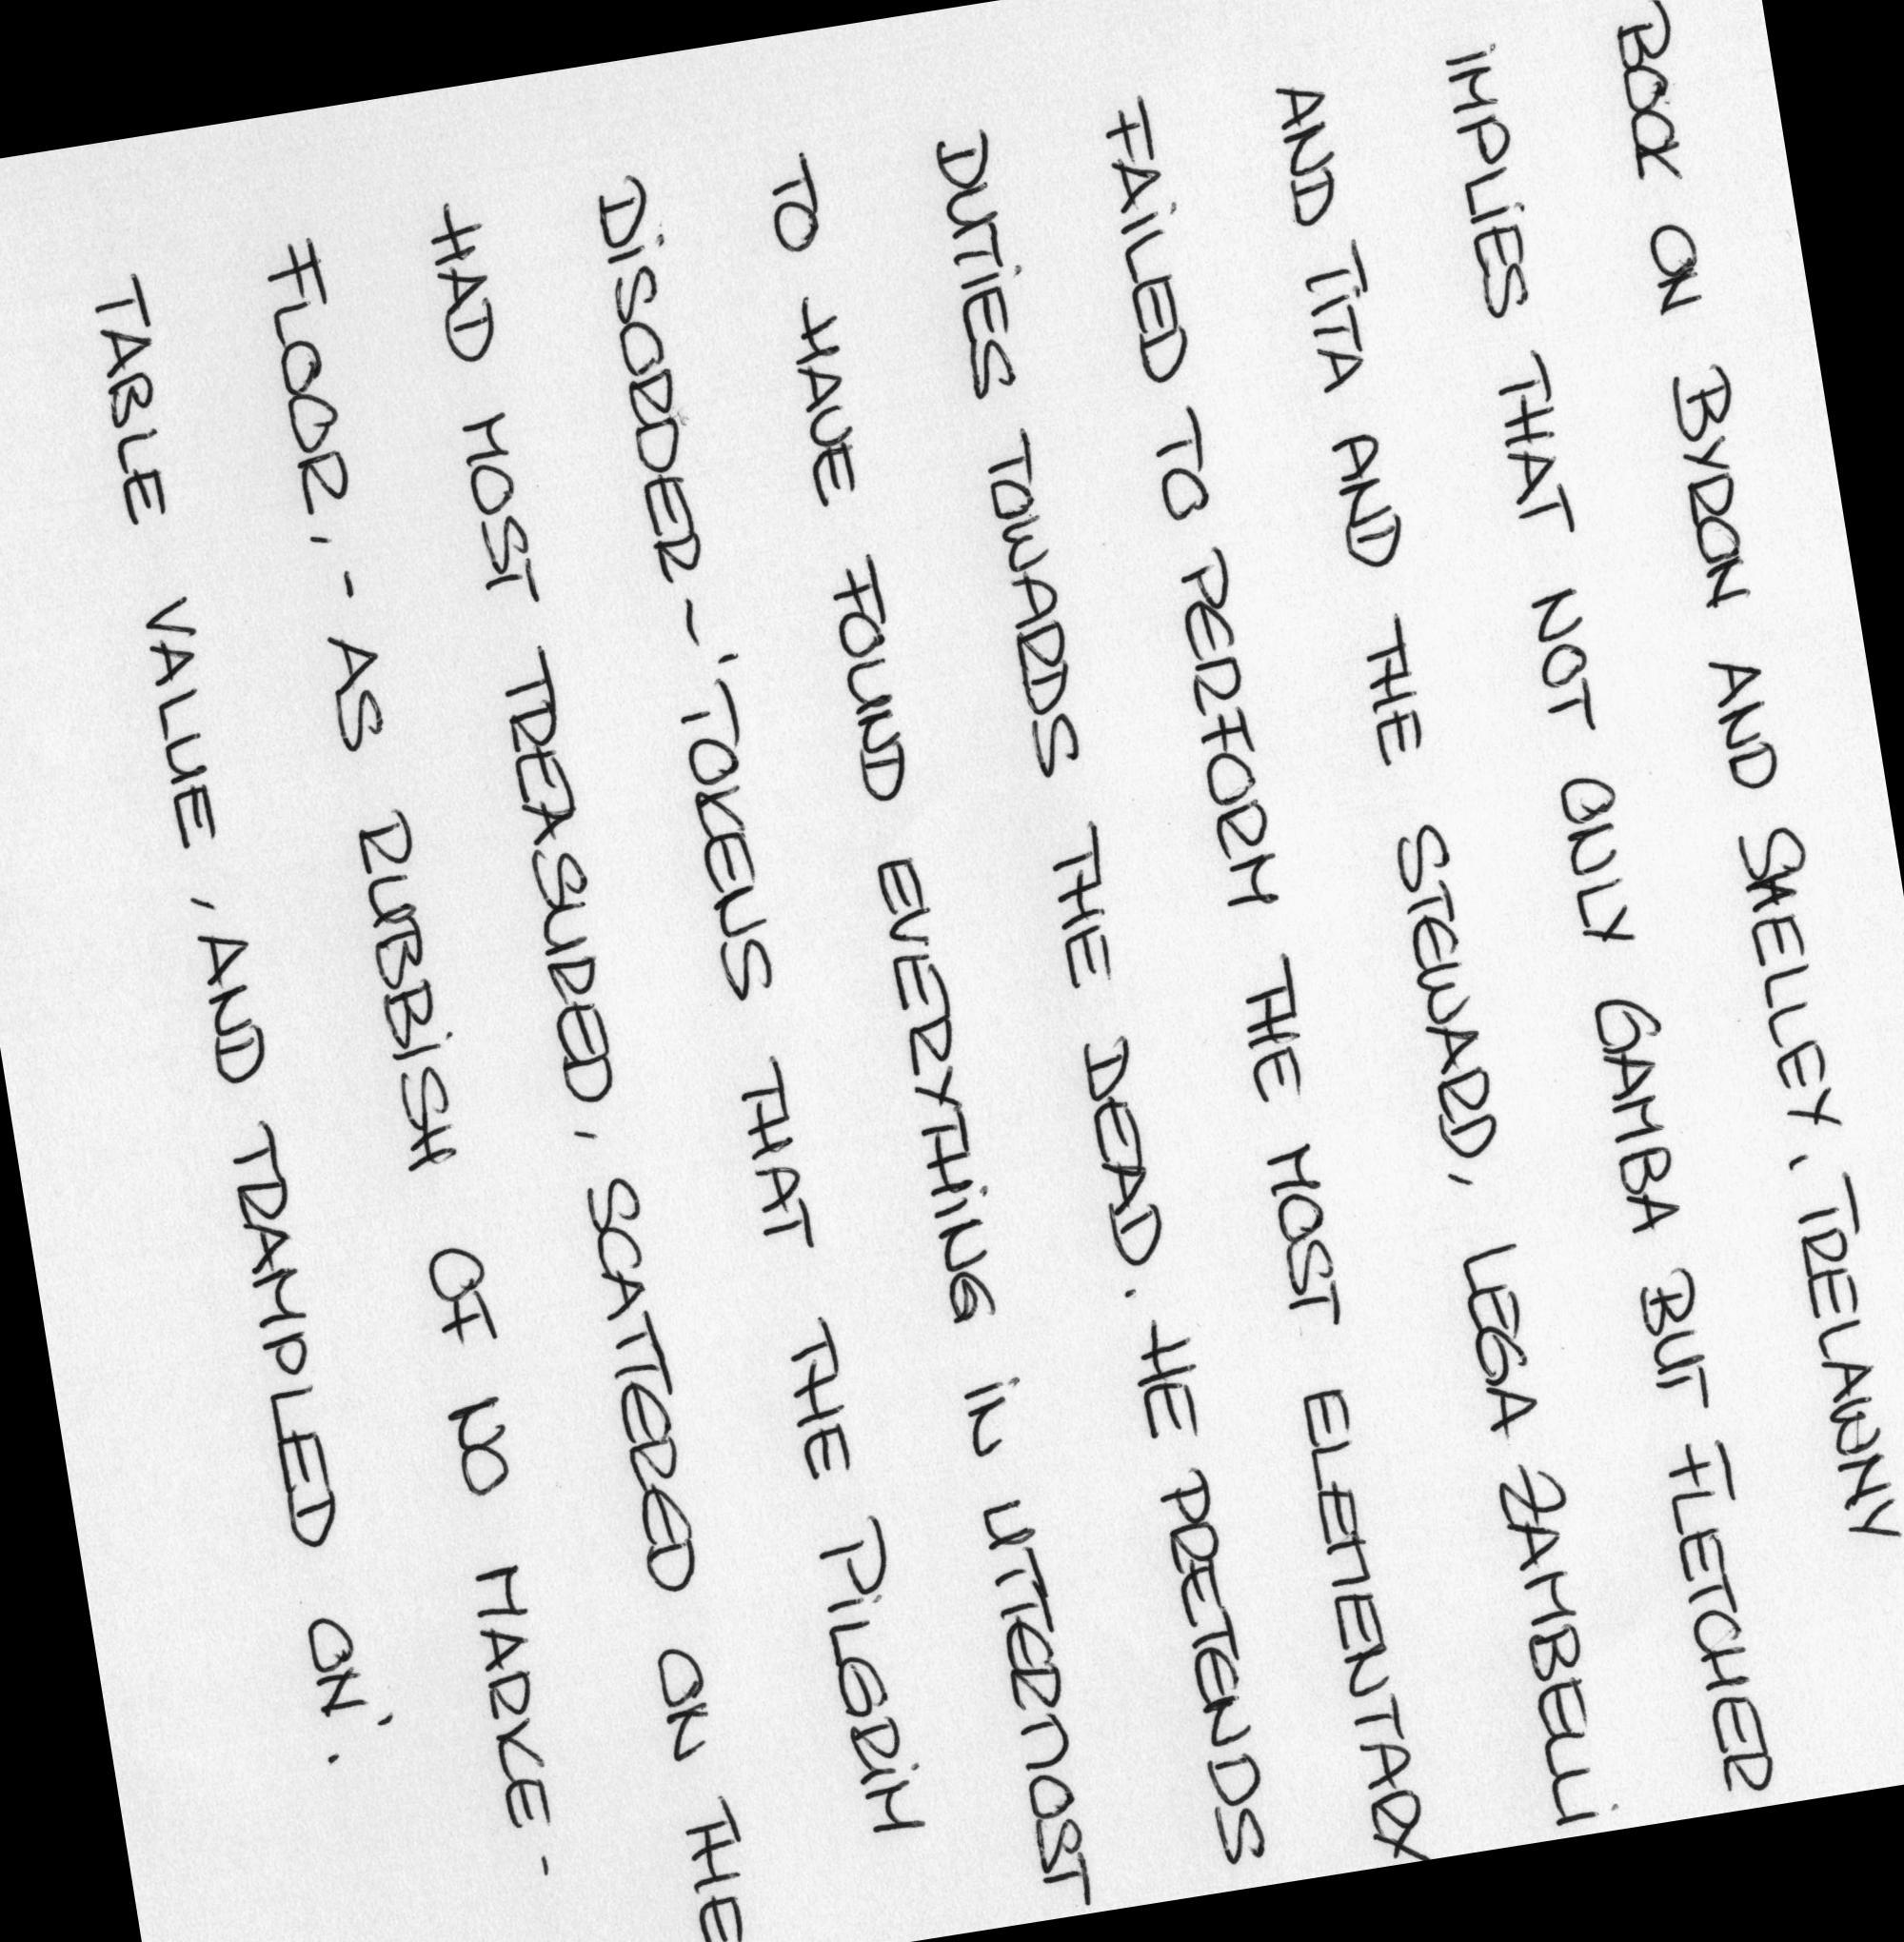 BOOK ON BYRON AND SHELLEY, TRELAWNY
IMPLIES THAT NOT ONLY GAMBA BUT FLETCHER
AND TITA AND THE STEWARD, LEGA ZAMBELLI
FAILED TO PERFORM THE MOST ELEMENTARY
DUTIES TOWARDS THE DEAD. HE PRETENDS
TO HAVE FOUND EVERYTHING IN UTTERMOST
DISORDER - 'TOKENS THAT THE PILGRIM
HAD MOST TREASURED, SCATTERED ON THE
FLOOR, - AS RUBBISH OF NO MARKE-
TABLE VALUE, AND TRAMPLED ON'.